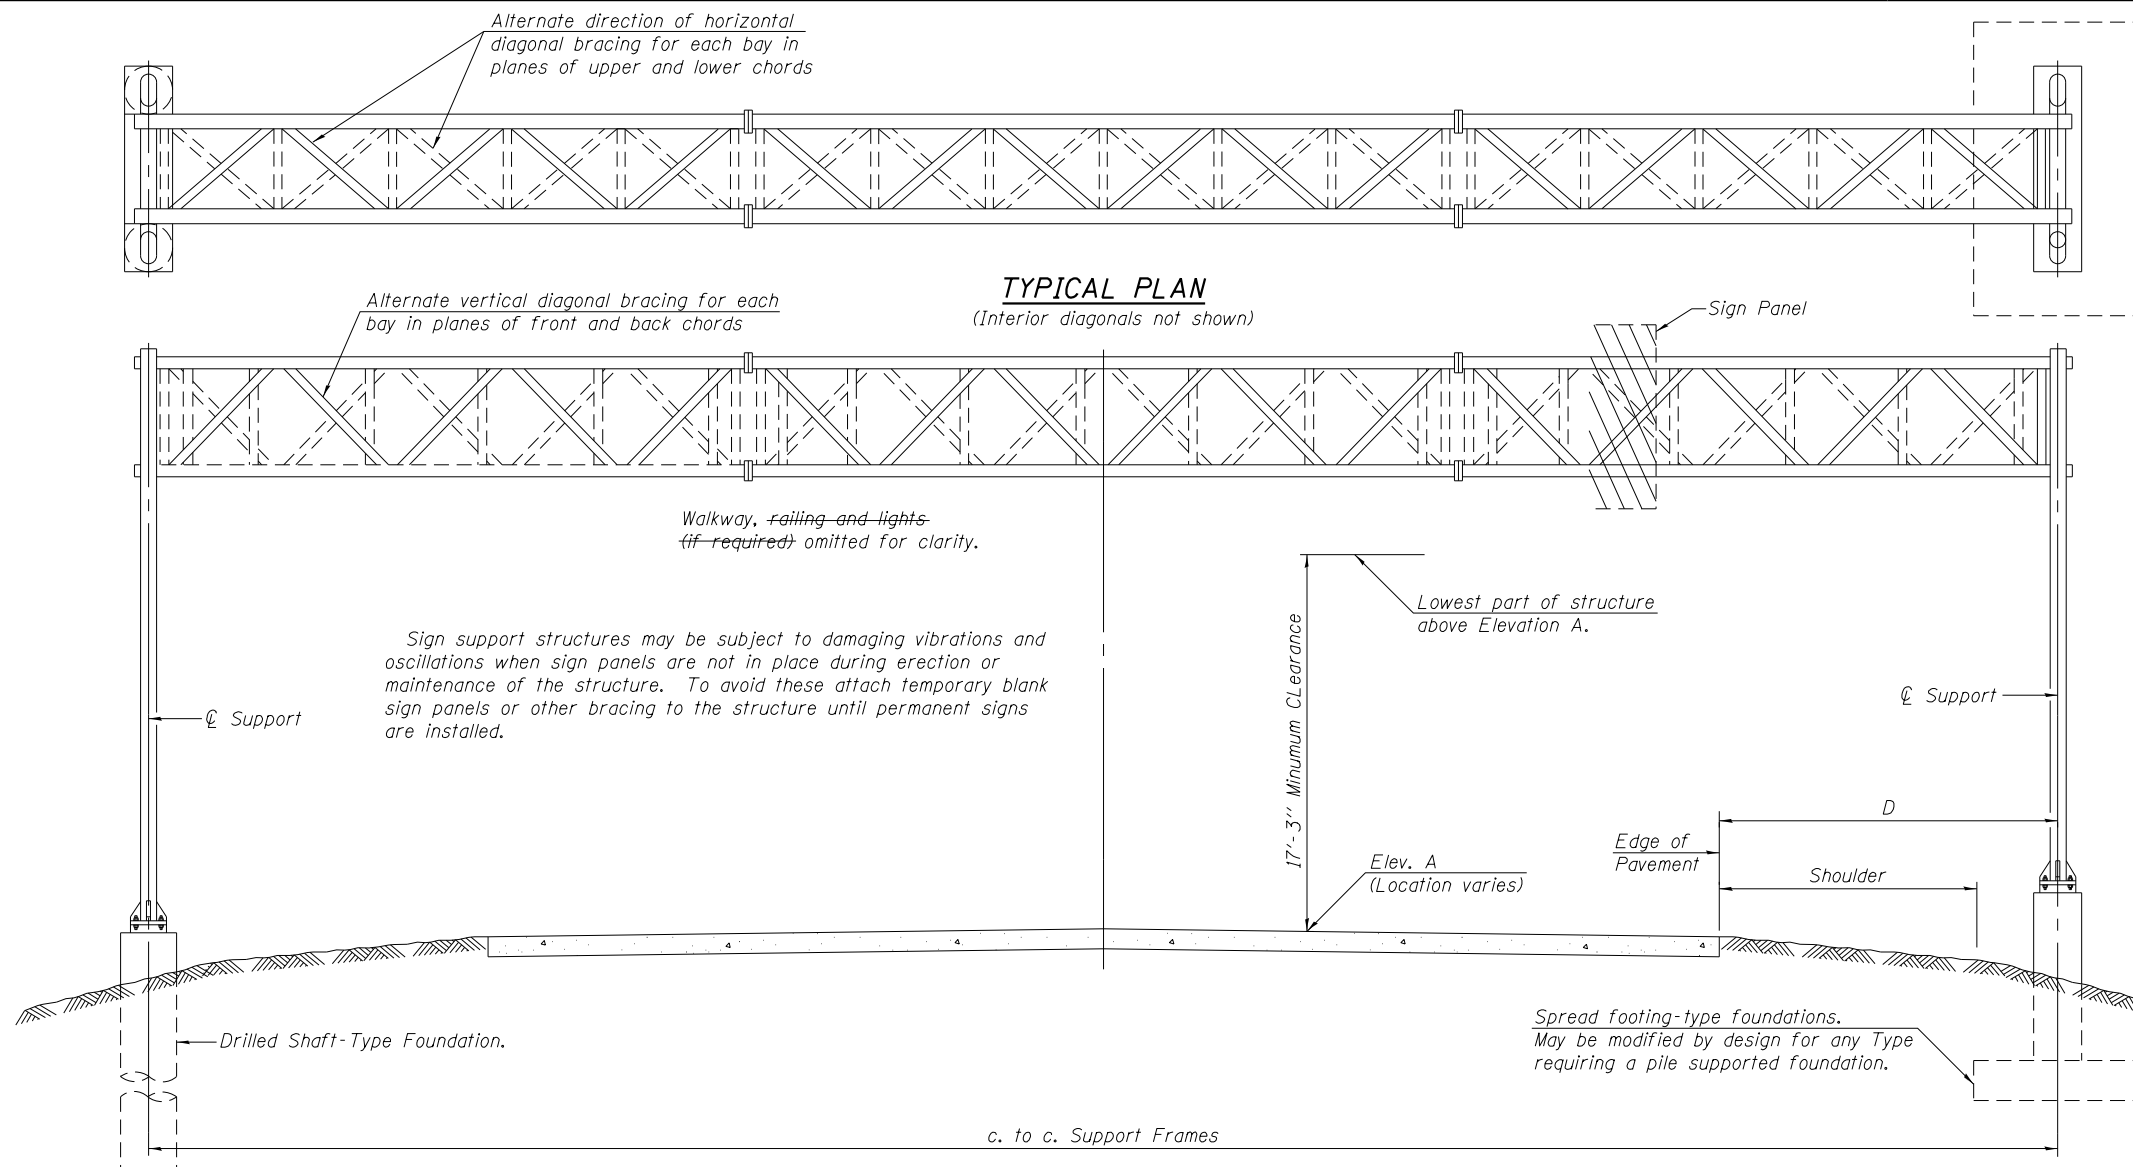 Alternate direction of horizontal
diagonal bracing for each bay in
planes of upper and lower chords
TYPICAL PLAN
(Interior diagonals not shown)
Alternate vertical diagonal bracing for each
bay in planes of front and back chords
Sign Panel
Walkway, railing and lights
(if required) omitted for clarity.
Lowest part of structure
above Elevation A.
Sign support structures may be subject to damaging vibrations and
oscillations when sign panels are not in place during erection or
maintenance of the structure. To avoid these attach temporary blank
sign panels or other bracing to the structure until permanent signs
are installed.
17'-3" Minumum CLearance
℄ Support
℄ Support
D
Edge of
Pavement
Shoulder
Elev. A
(Location varies)
Drilled Shaft-Type Foundation.
Spread footing-type foundations.
May be modified by design for any Type
requiring a pile supported foundation.
c. to c. Support Frames